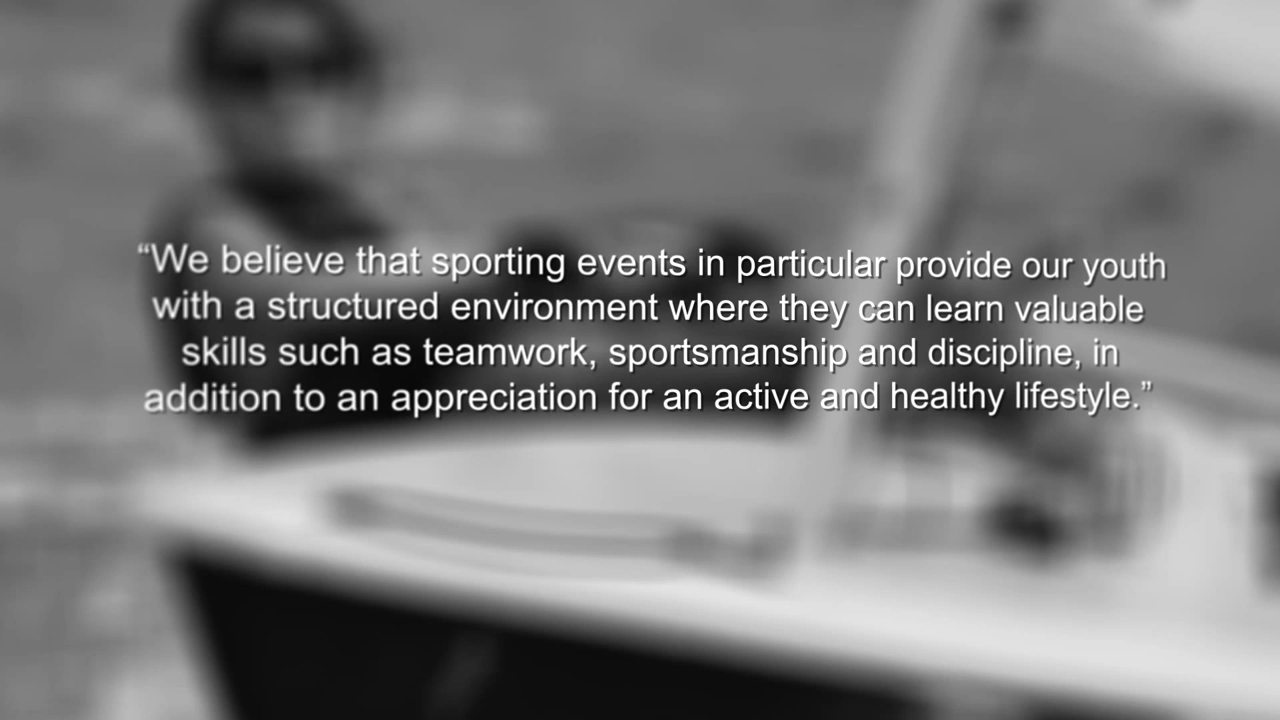 “We believe that sporting events in particular provide our youth
with a structured environment where they can learn valuable
skills such as teamwork, sportsmanship and discipline, in
addition to an appreciation for an active and healthy lifestyle.”